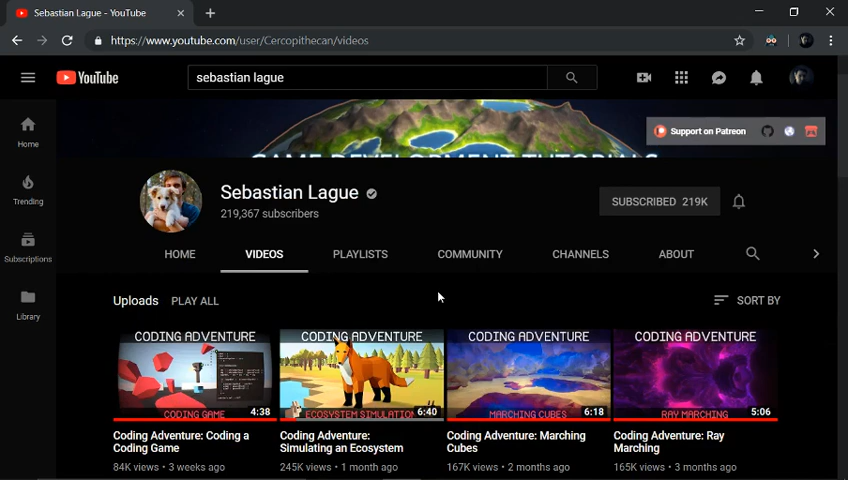 Sebastian Lague - YouTube
https://www.youtube.com/user/Cercopithecan/videos
YouTube
sebastian lague
Home
Trending
Subscriptions
Library
GAME DEVELOPMENT TUTORIALS
Support on Patreon
Sebastian Lague
219,367 subscribers
SUBSCRIBED 219K
HOME VIDEOS PLAYLISTS COMMUNITY CHANNELS ABOUT
Uploads PLAY ALL SORT BY
CODING ADVENTURE
CODING GAME
4:38
Coding Adventure: Coding a
Coding Game
84K views • 3 weeks ago
CODING ADVENTURE
ECOSYSTEM SIMULATION
6:40
Coding Adventure:
Simulating an Ecosystem
245K views • 1 month ago
CODING ADVENTURE
MARCHING CUBES
6:18
Coding Adventure: Marching
Cubes
167K views • 2 months ago
CODING ADVENTURE
RAY MARCHING
5:06
Coding Adventure: Ray
Marching
165K views • 3 months ago